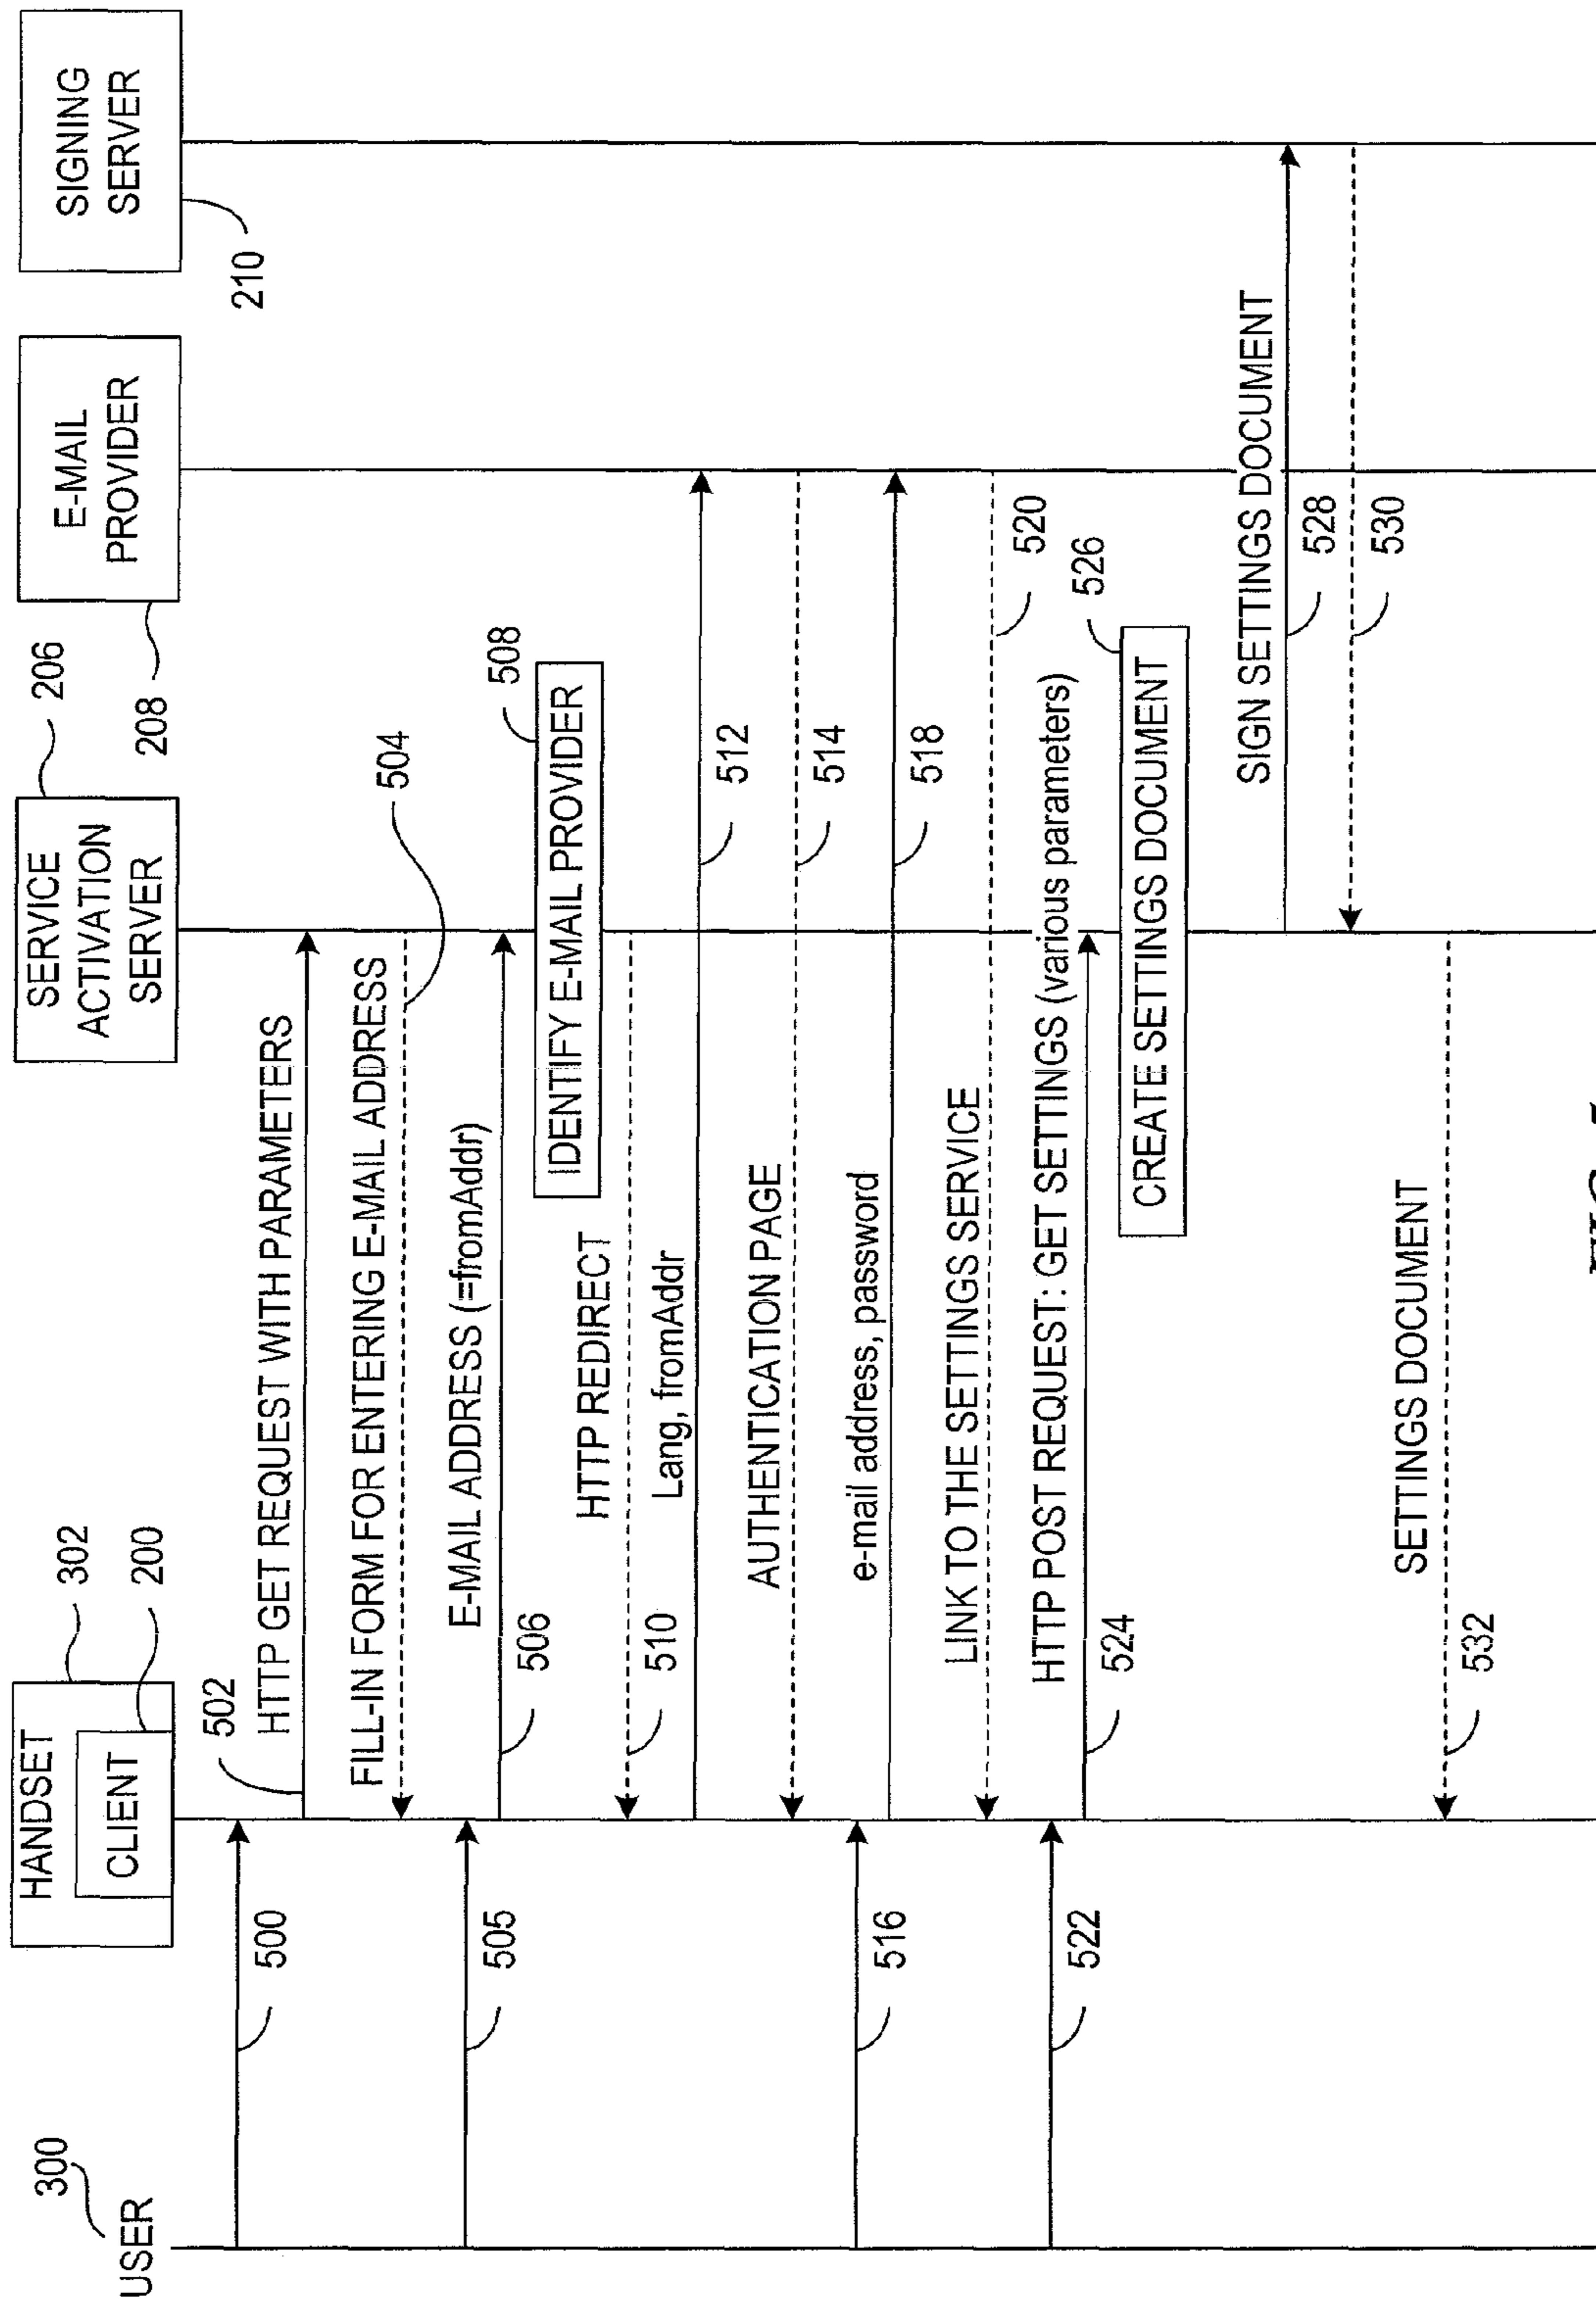 USER
300
HANDSET
302
CLIENT
200
SERVICE
ACTIVATION
SERVER
206
E-MAIL
PROVIDER
208
SIGNING
SERVER
210
500
502
HTTP GET REQUEST WITH PARAMETERS
FILL-IN FORM FOR ENTERING E-MAIL ADDRESS
504
505
E-MAIL ADDRESS (=fromAddr)
506
508
IDENTIFY E-MAIL PROVIDER
HTTP REDIRECT
510
Lang, fromAddr
512
AUTHENTICATION PAGE
514
516
e-mail address, password
518
LINK TO THE SETTINGS SERVICE
520
522
HTTP POST REQUEST: GET SETTINGS (various parameters)
524
526
CREATE SETTINGS DOCUMENT
SIGN SETTINGS DOCUMENT
528
530
SETTINGS DOCUMENT
532